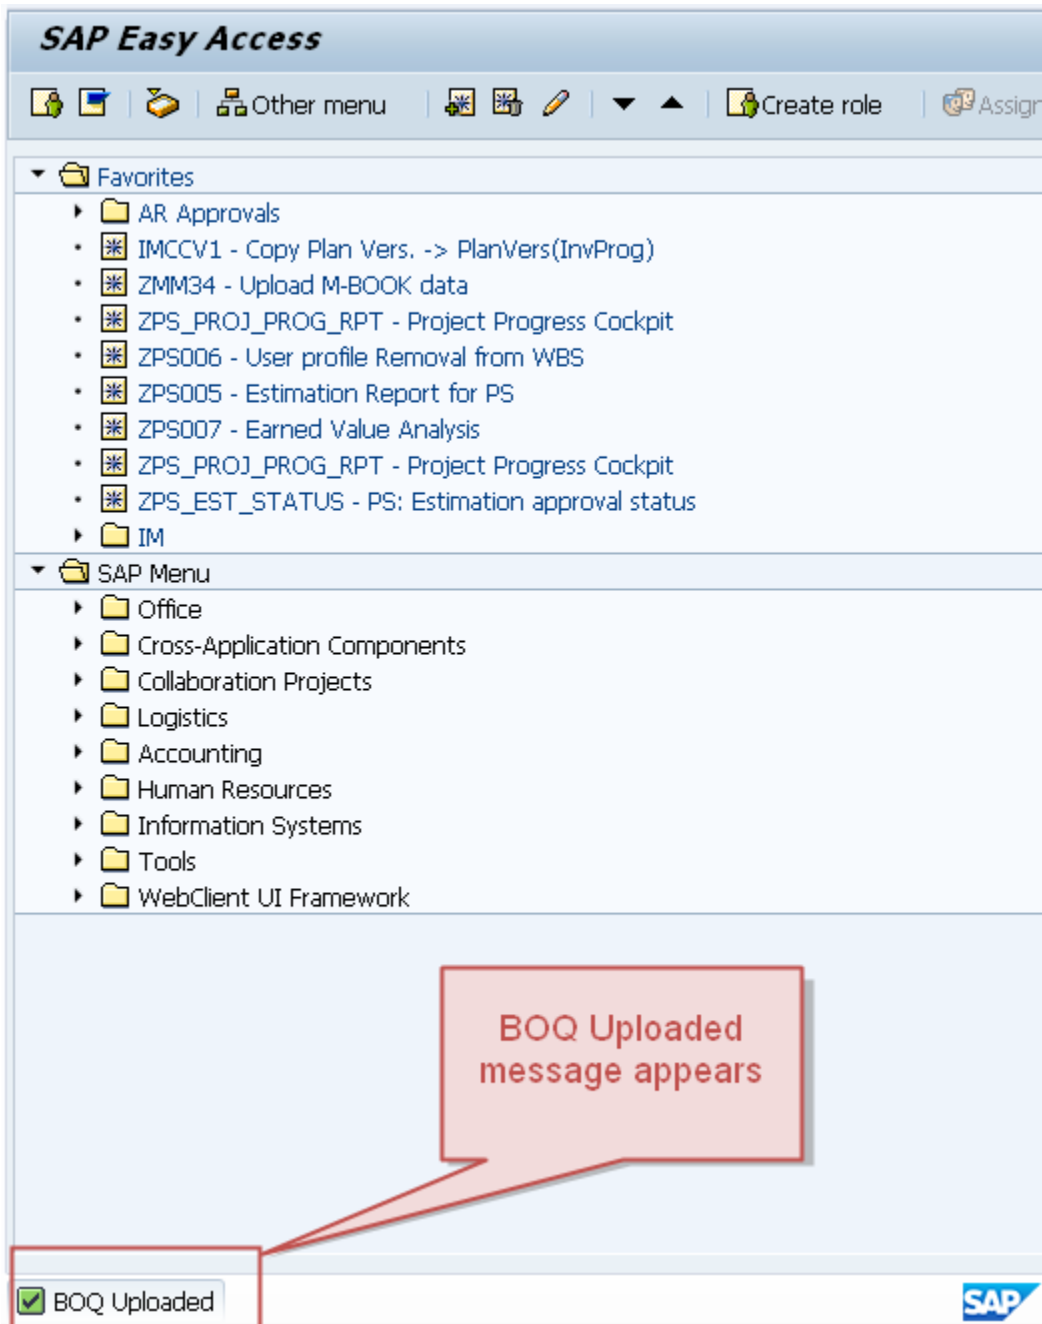 SAP Easy Access
Other menu Create role Assign
Favorites
AR Approvals
IMCCV1 - Copy Plan Vers. -> PlanVers(InvProg)
ZMM34 - Upload M-BOOK data
ZPS_PROJ_PROG_RPT - Project Progress Cockpit
ZPS006 - User profile Removal from WBS
ZPS005 - Estimation Report for PS
ZPS007 - Earned Value Analysis
ZPS_PROJ_PROG_RPT - Project Progress Cockpit
ZPS_EST_STATUS - PS: Estimation approval status
IM
SAP Menu
Office
Cross-Application Components
Collaboration Projects
Logistics
Accounting
Human Resources
Information Systems
Tools
WebClient UI Framework
BOQ Uploaded
message appears
BOQ Uploaded
SAP